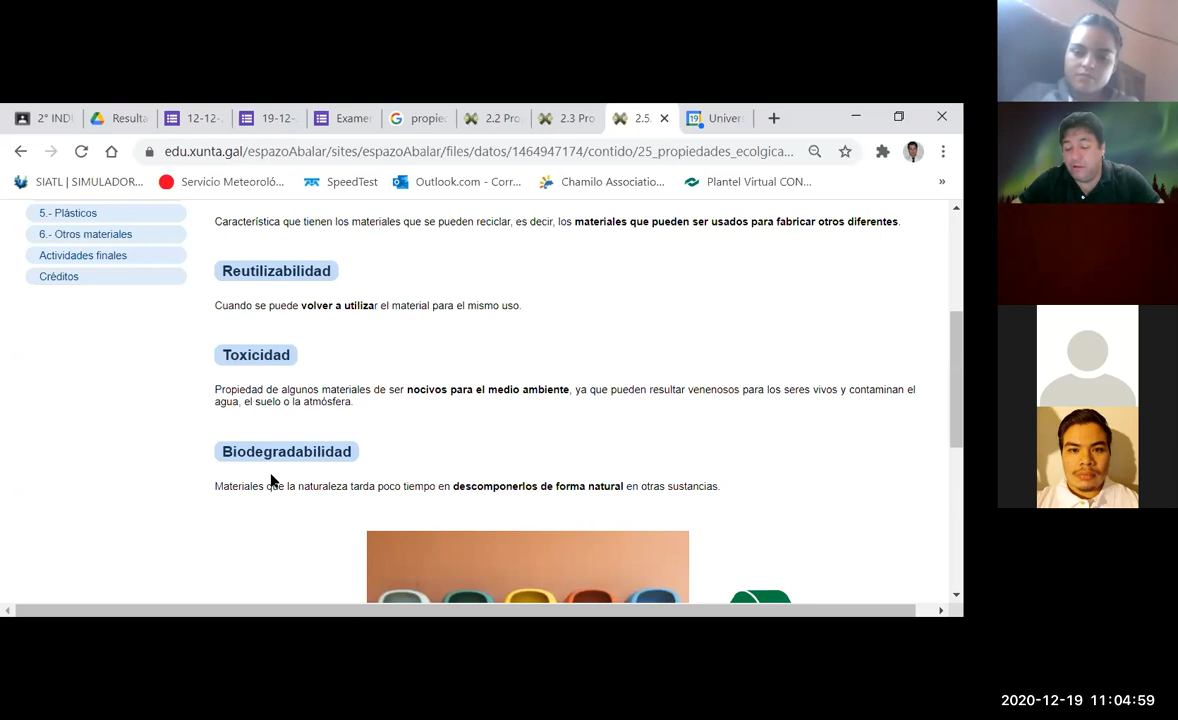 2° INDU
Resulta
12-12-
19-12-
Examen
propied
2.2 Pro
2.3 Pro
2.5.
19
Univers
edu.xunta.gal/espazoAbalar/sites/espazoAbalar/files/datos/1464947174/contido/25_propiedades_ecolgica...
SIATL | SIMULADOR...
Servicio Meteoroló...
SpeedTest
Outlook.com - Corr...
Chamilo Associatio...
Plantel Virtual CON...
»
5.- Plásticos
6.- Otros materiales
Actividades finales
Créditos
Característica que tienen los materiales que se pueden reciclar, es decir, los materiales que pueden ser usados para fabricar otros diferentes.
Reutilizabilidad
Cuando se puede volver a utilizar el material para el mismo uso.
Toxicidad
Propiedad de algunos materiales de ser nocivos para el medio ambiente, ya que pueden resultar venenosos para los seres vivos y contaminan el
agua, el suelo o la atmósfera.
Biodegradabilidad
Materiales que la naturaleza tarda poco tiempo en descomponerlos de forma natural en otras sustancias.
2020-12-19 11:04:59